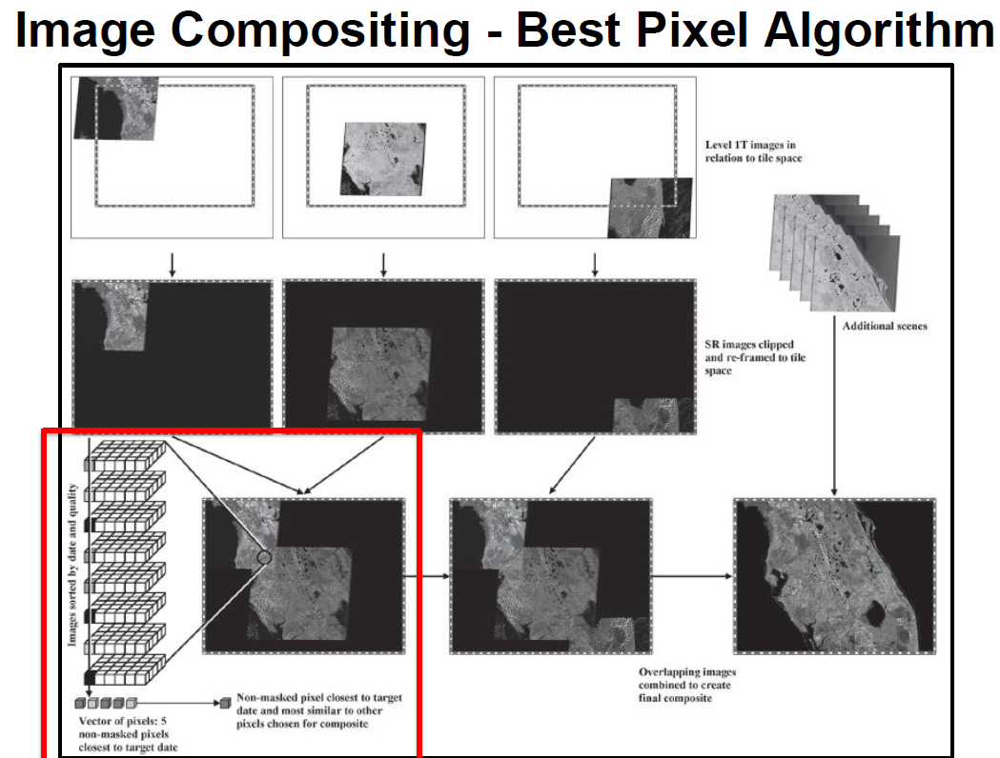 Image Compositing - Best Pixel Algorithm
Level 1T images in
relation to tile space
Additional scenes
SR images clipped
and re-framed to tile
space
Images sorted by date and quality
Overlapping images
combined to create
final composite
Non-masked pixel closest to target
date and most similar to other
pixels chosen for composite
Vector of pixels: 5
non-masked pixels
closest to target date